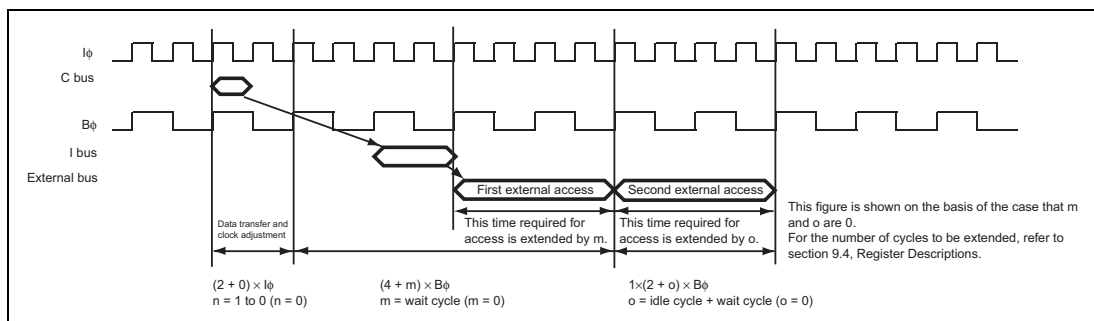 Iϕ
C bus
Bϕ
I bus
External bus
First external access
Second external access
Data transfer and
clock adjustment
This time required for
access is extended by m.
This time required for
access is extended by o.
This figure is shown on the basis of the case that m
and o are 0.
For the number of cycles to be extended, refer to
section 9.4, Register Descriptions.
(2 + 0) × Iϕ
n = 1 to 0 (n = 0)
(4 + m) × Bϕ
m = wait cycle (m = 0)
1×(2 + o) × Bϕ
o = idle cycle + wait cycle (o = 0)